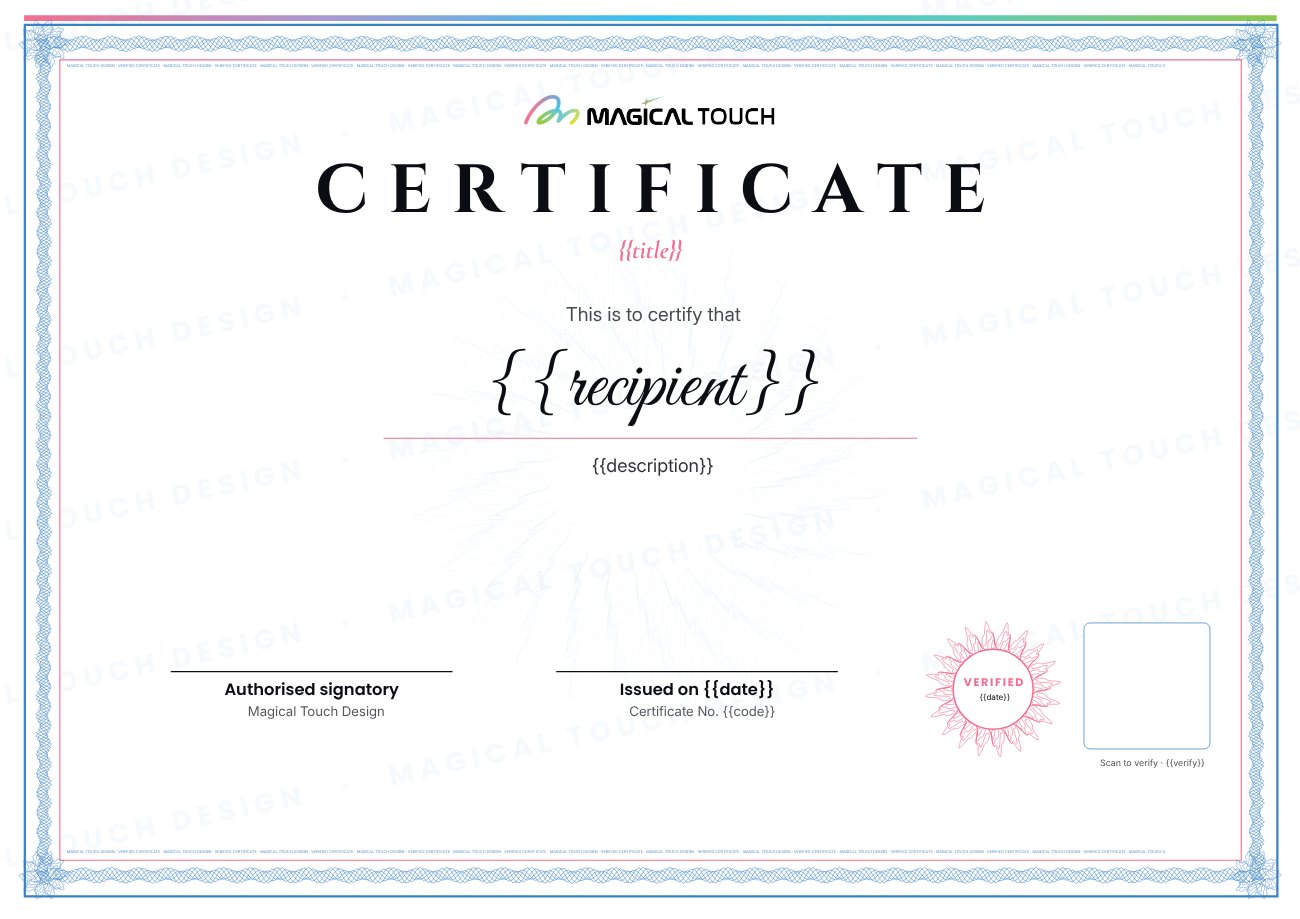 MAGICAL TOUCH
CERTIFICATE
{{title}}
This is to certify that
{{recipient}}
{{description}}
Authorised signatory
Magical Touch Design
Issued on {{date}}
Certificate No. {{code}}
VERIFIED
{{date}}
Scan to verify · {{verify}}